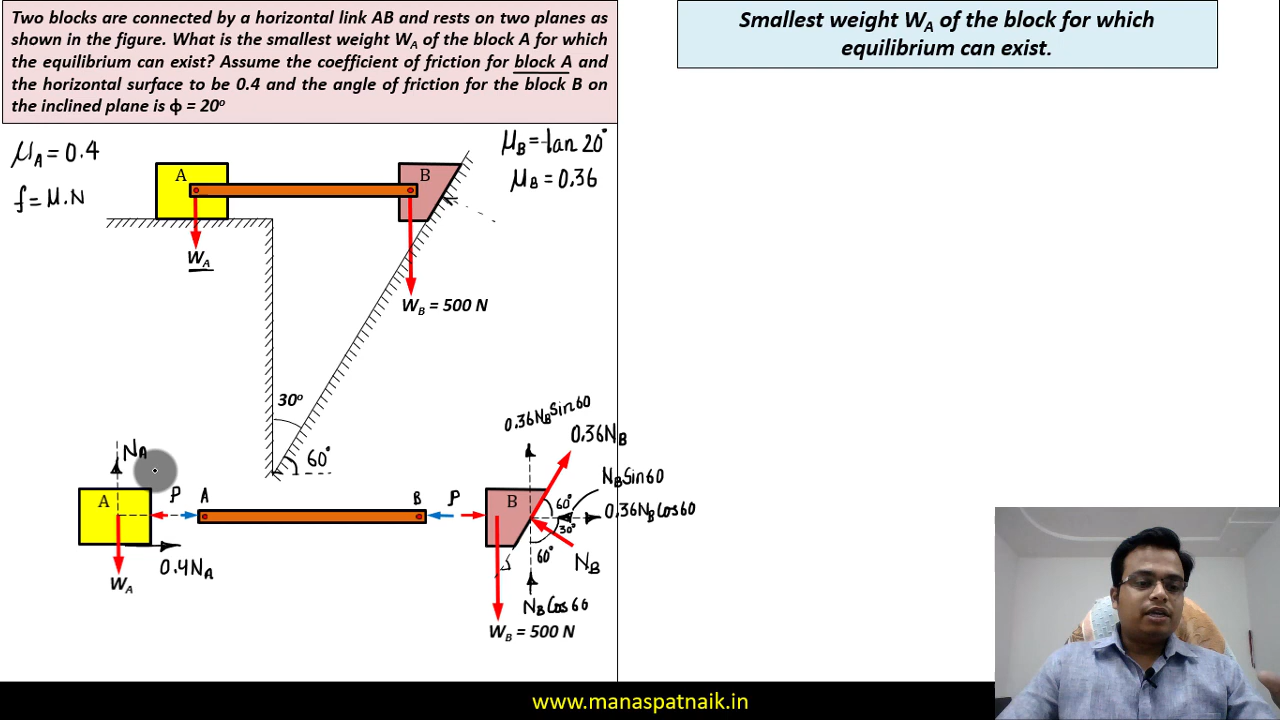 Two blocks are connected by a horizontal link AB and rests on two planes as
shown in the figure. What is the smallest weight WA of the block A for which
the equilibrium can exist? Assume the coefficient of friction for block A and
the horizontal surface to be 0.4 and the angle of friction for the block B on
the inclined plane is ϕ = 20o
Smallest weight WA of the block for which
equilibrium can exist.
μA = 0.4
f = μ.N
μB = tan 20°
μB = 0.36
A
B
WA
WB = 500 N
30o
60°
NA
A
P
A
B
P
B
0.4NA
WA
0.36NB Sin60
0.36NB
NB Sin60
0.36NB Cos60
60°
30°
60°
NB
NB Cos60
WB = 500 N
www.manaspatnaik.in